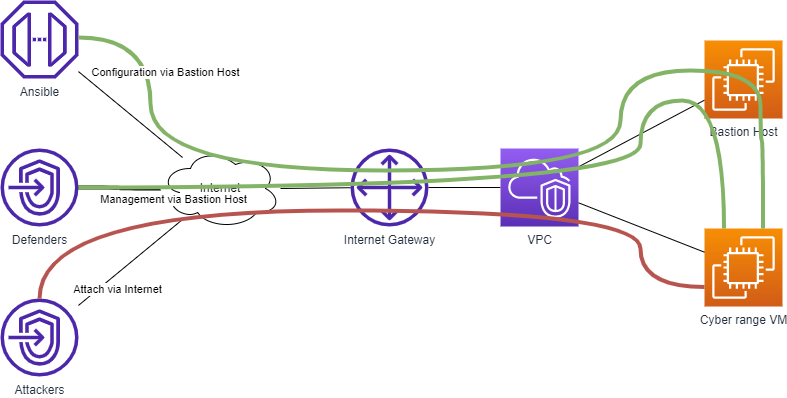 Configuration via Bastion Host
Ansible
Bastion Host
Internet
Management via Bastion Host
Defenders
Internet Gateway
VPC
Attach via Internet
Cyber range VM
Attackers